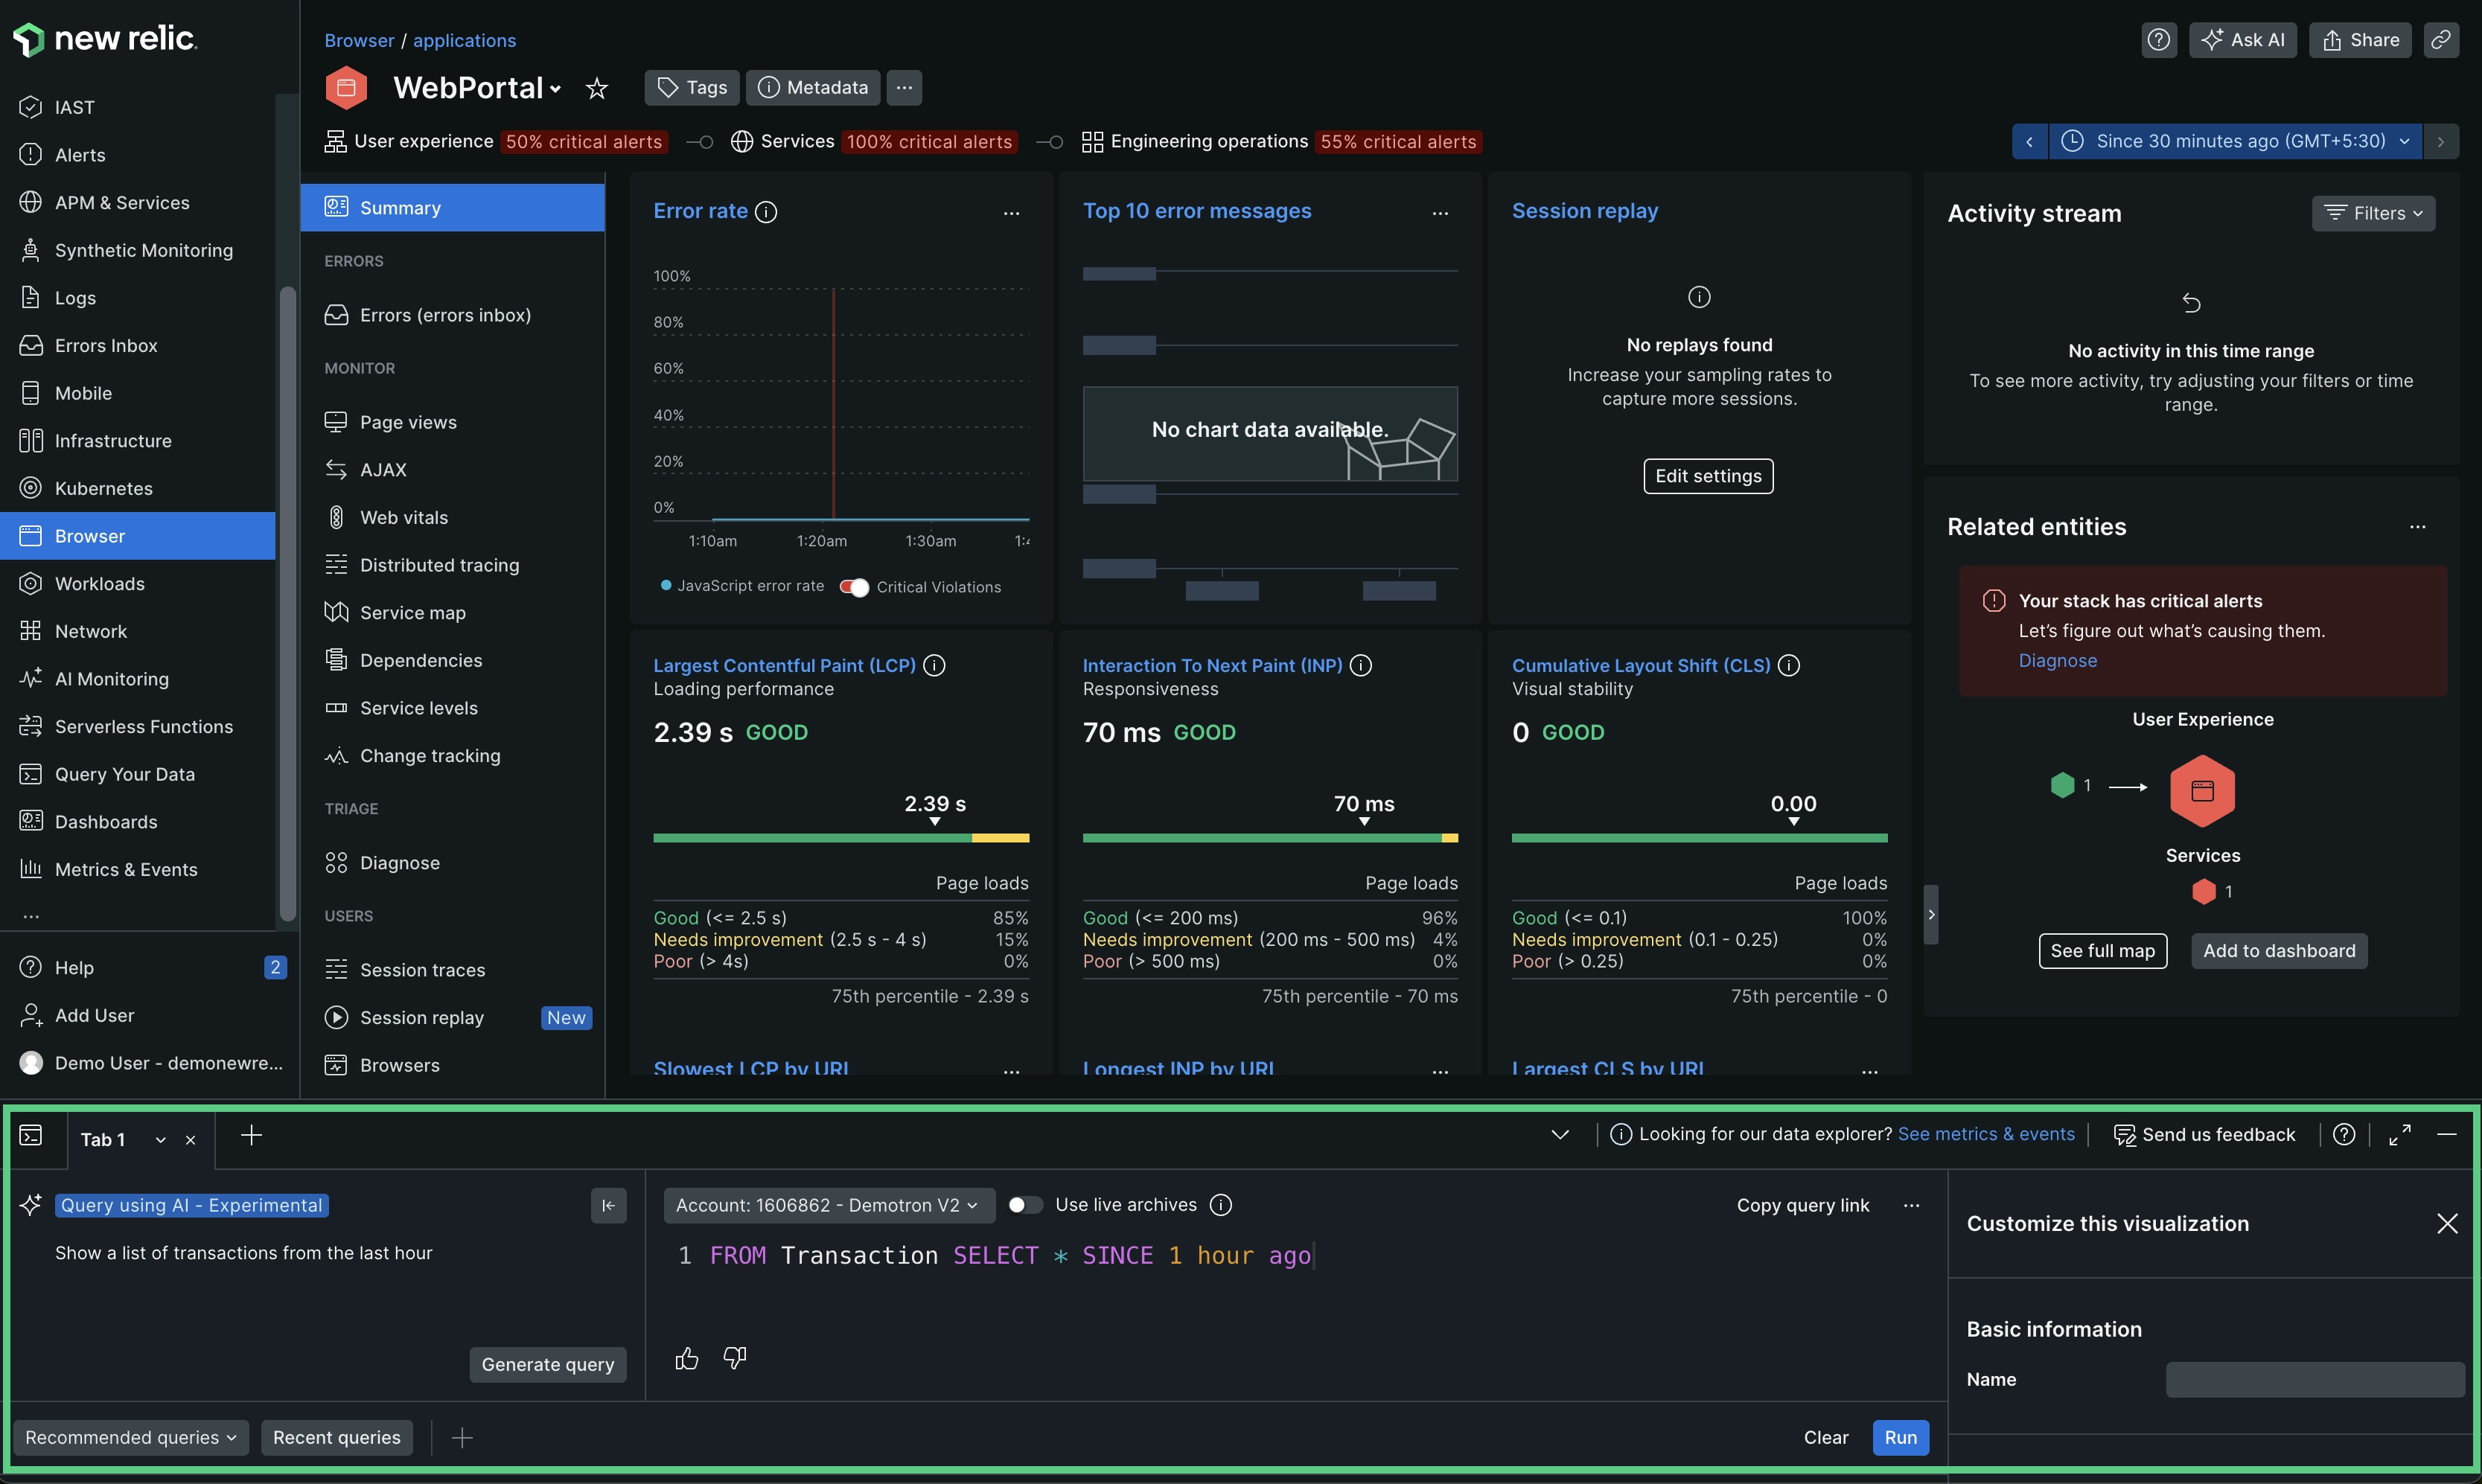 new relic
IAST
Alerts
APM & Services
Synthetic Monitoring
Logs
Errors Inbox
Mobile
Infrastructure
Kubernetes
Browser
Workloads
Network
AI Monitoring
Serverless Functions
Query Your Data
Dashboards
Metrics & Events
...
Help 2
Add User
Demo User - demonewre...
Browser / applications
Ask AI
Share
WebPortal
Tags
Metadata
...
User experience 50% critical alerts
Services 100% critical alerts
Engineering operations 55% critical alerts
Since 30 minutes ago (GMT+5:30)
Summary
ERRORS
Errors (errors inbox)
MONITOR
Page views
AJAX
Web vitals
Distributed tracing
Service map
Dependencies
Service levels
Change tracking
TRIAGE
Diagnose
USERS
Session traces
Session replay New
Browsers
Error rate
...
100%
80%
60%
40%
20%
0%
1:10am 1:20am 1:30am
JavaScript error rate Critical Violations
Top 10 error messages
...
No chart data available.
Session replay
No replays found
Increase your sampling rates to
capture more sessions.
Edit settings
Activity stream
Filters
No activity in this time range
To see more activity, try adjusting your filters or time
range.
Largest Contentful Paint (LCP)
Loading performance
2.39 s GOOD
2.39 s
Page loads
Good (<= 2.5 s) 85%
Needs improvement (2.5 s - 4 s) 15%
Poor (> 4s) 0%
75th percentile - 2.39 s
Slowest LCP by URL
...
Interaction To Next Paint (INP)
Responsiveness
70 ms GOOD
70 ms
Page loads
Good (<= 200 ms) 96%
Needs improvement (200 ms - 500 ms) 4%
Poor (> 500 ms) 0%
75th percentile - 70 ms
Longest INP by URL
...
Cumulative Layout Shift (CLS)
Visual stability
0 GOOD
0.00
Page loads
Good (<= 0.1) 100%
Needs improvement (0.1 - 0.25) 0%
Poor (> 0.25) 0%
75th percentile - 0
Largest CLS by URL
...
Related entities
...
Your stack has critical alerts
Let’s figure out what’s causing them.
Diagnose
User Experience
1
Services
1
See full map
Add to dashboard
Tab 1
Looking for our data explorer? See metrics & events
Send us feedback
Query using AI - Experimental
Show a list of transactions from the last hour
Generate query
Account: 1606862 - Demotron V2
Use live archives
Copy query link
...
1 FROM Transaction SELECT * SINCE 1 hour ago
Recommended queries
Recent queries
Clear
Run
Customize this visualization
Basic information
Name